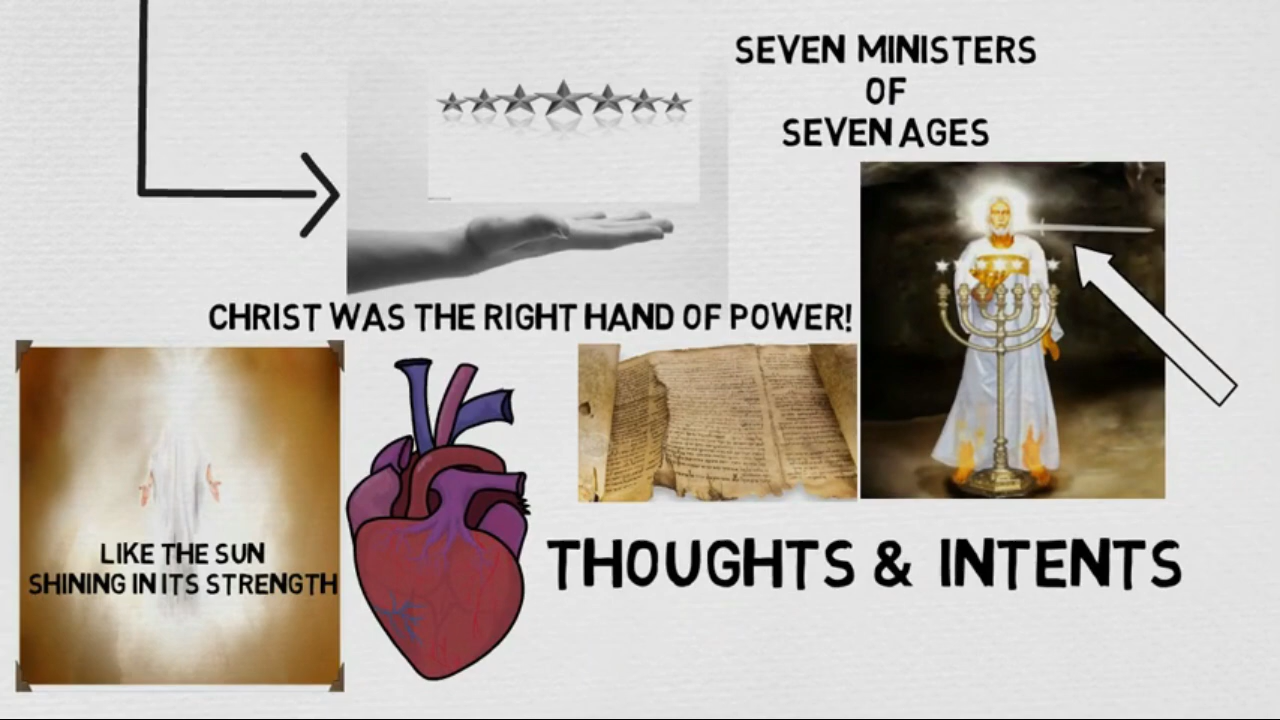 SEVEN MINISTERS
OF
SEVEN AGES
CHRIST WAS THE RIGHT HAND OF POWER!
LIKE THE SUN
SHINING IN ITS STRENGTH
THOUGHTS & INTENTS